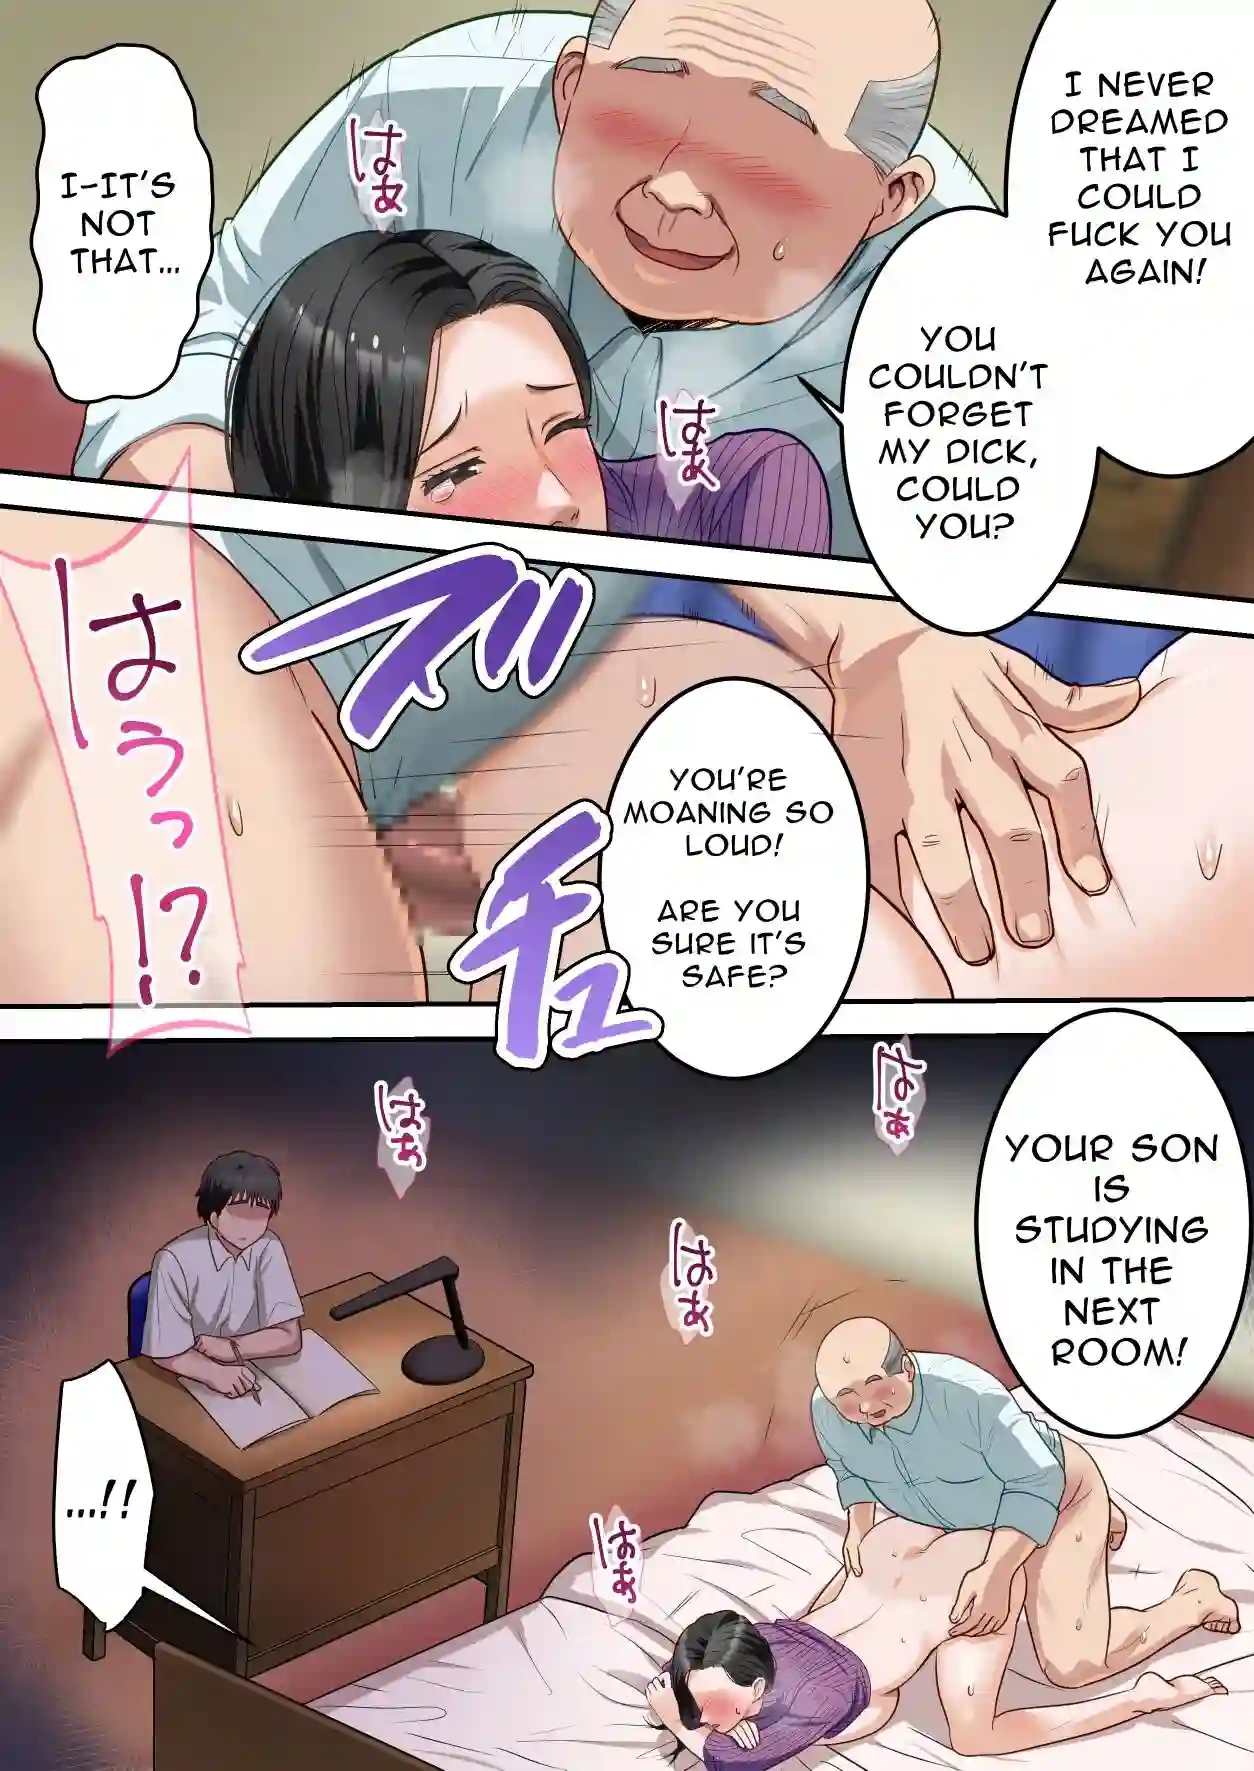 I NEVER
DREAMED
THAT I
COULD
FUCK YOU
AGAIN!
YOU
COULDN'T
FORGET
MY DICK,
COULD
YOU?
I-IT'S
NOT
THAT...
はぁ
はぁ
はうっ!?
ズブ
チュ
YOU'RE
MOANING SO
LOUD!
ARE YOU
SURE IT'S
SAFE?
YOUR SON
IS
STUDYING
IN THE
NEXT
ROOM!
はぁ
はぁ
はぁ
はぁ
...!!